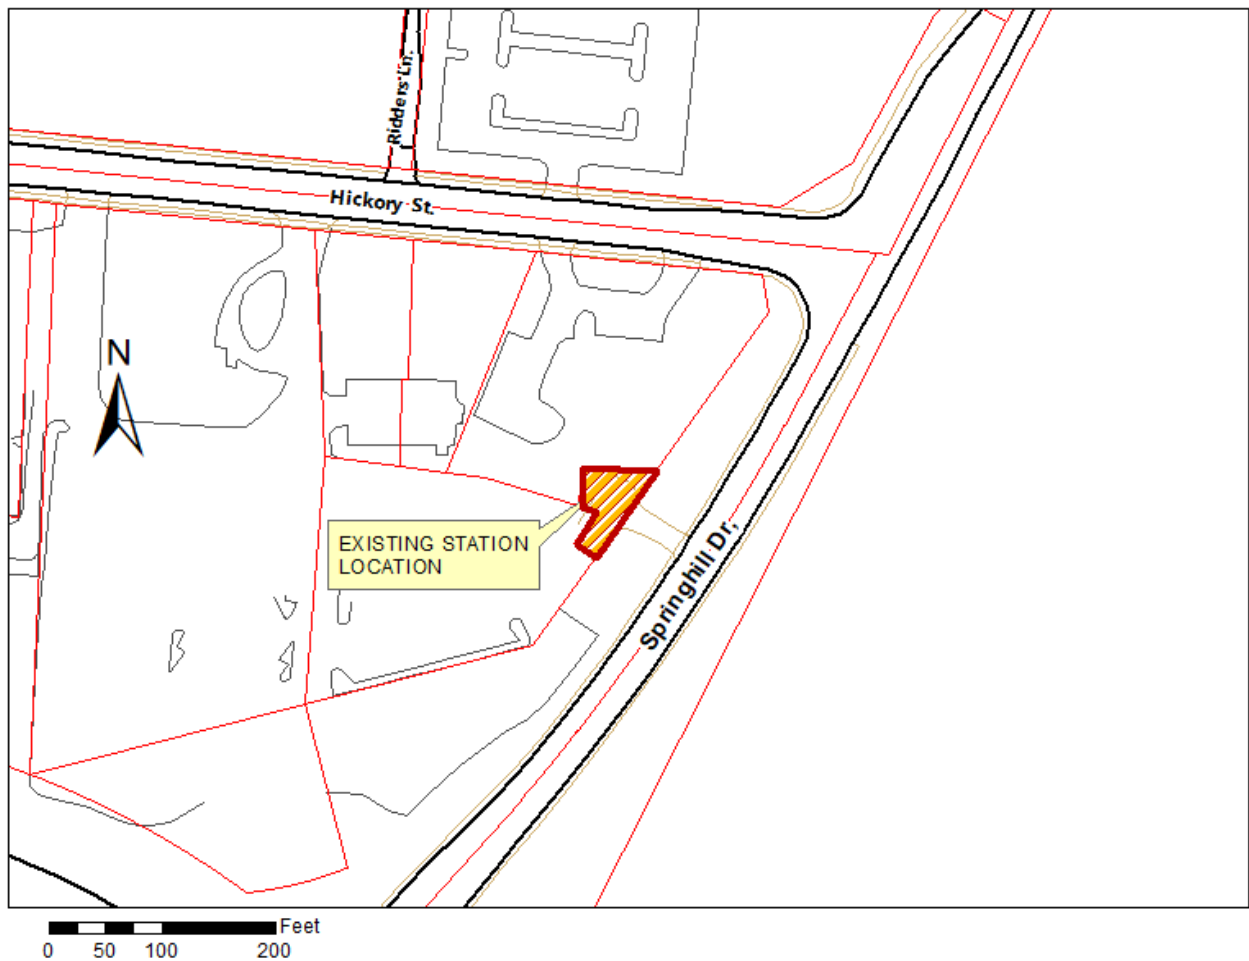 Ridders Ln.
Hickory St.
N
EXISTING STATION
LOCATION
Springhill Dr,
Feet
0 50 100 200